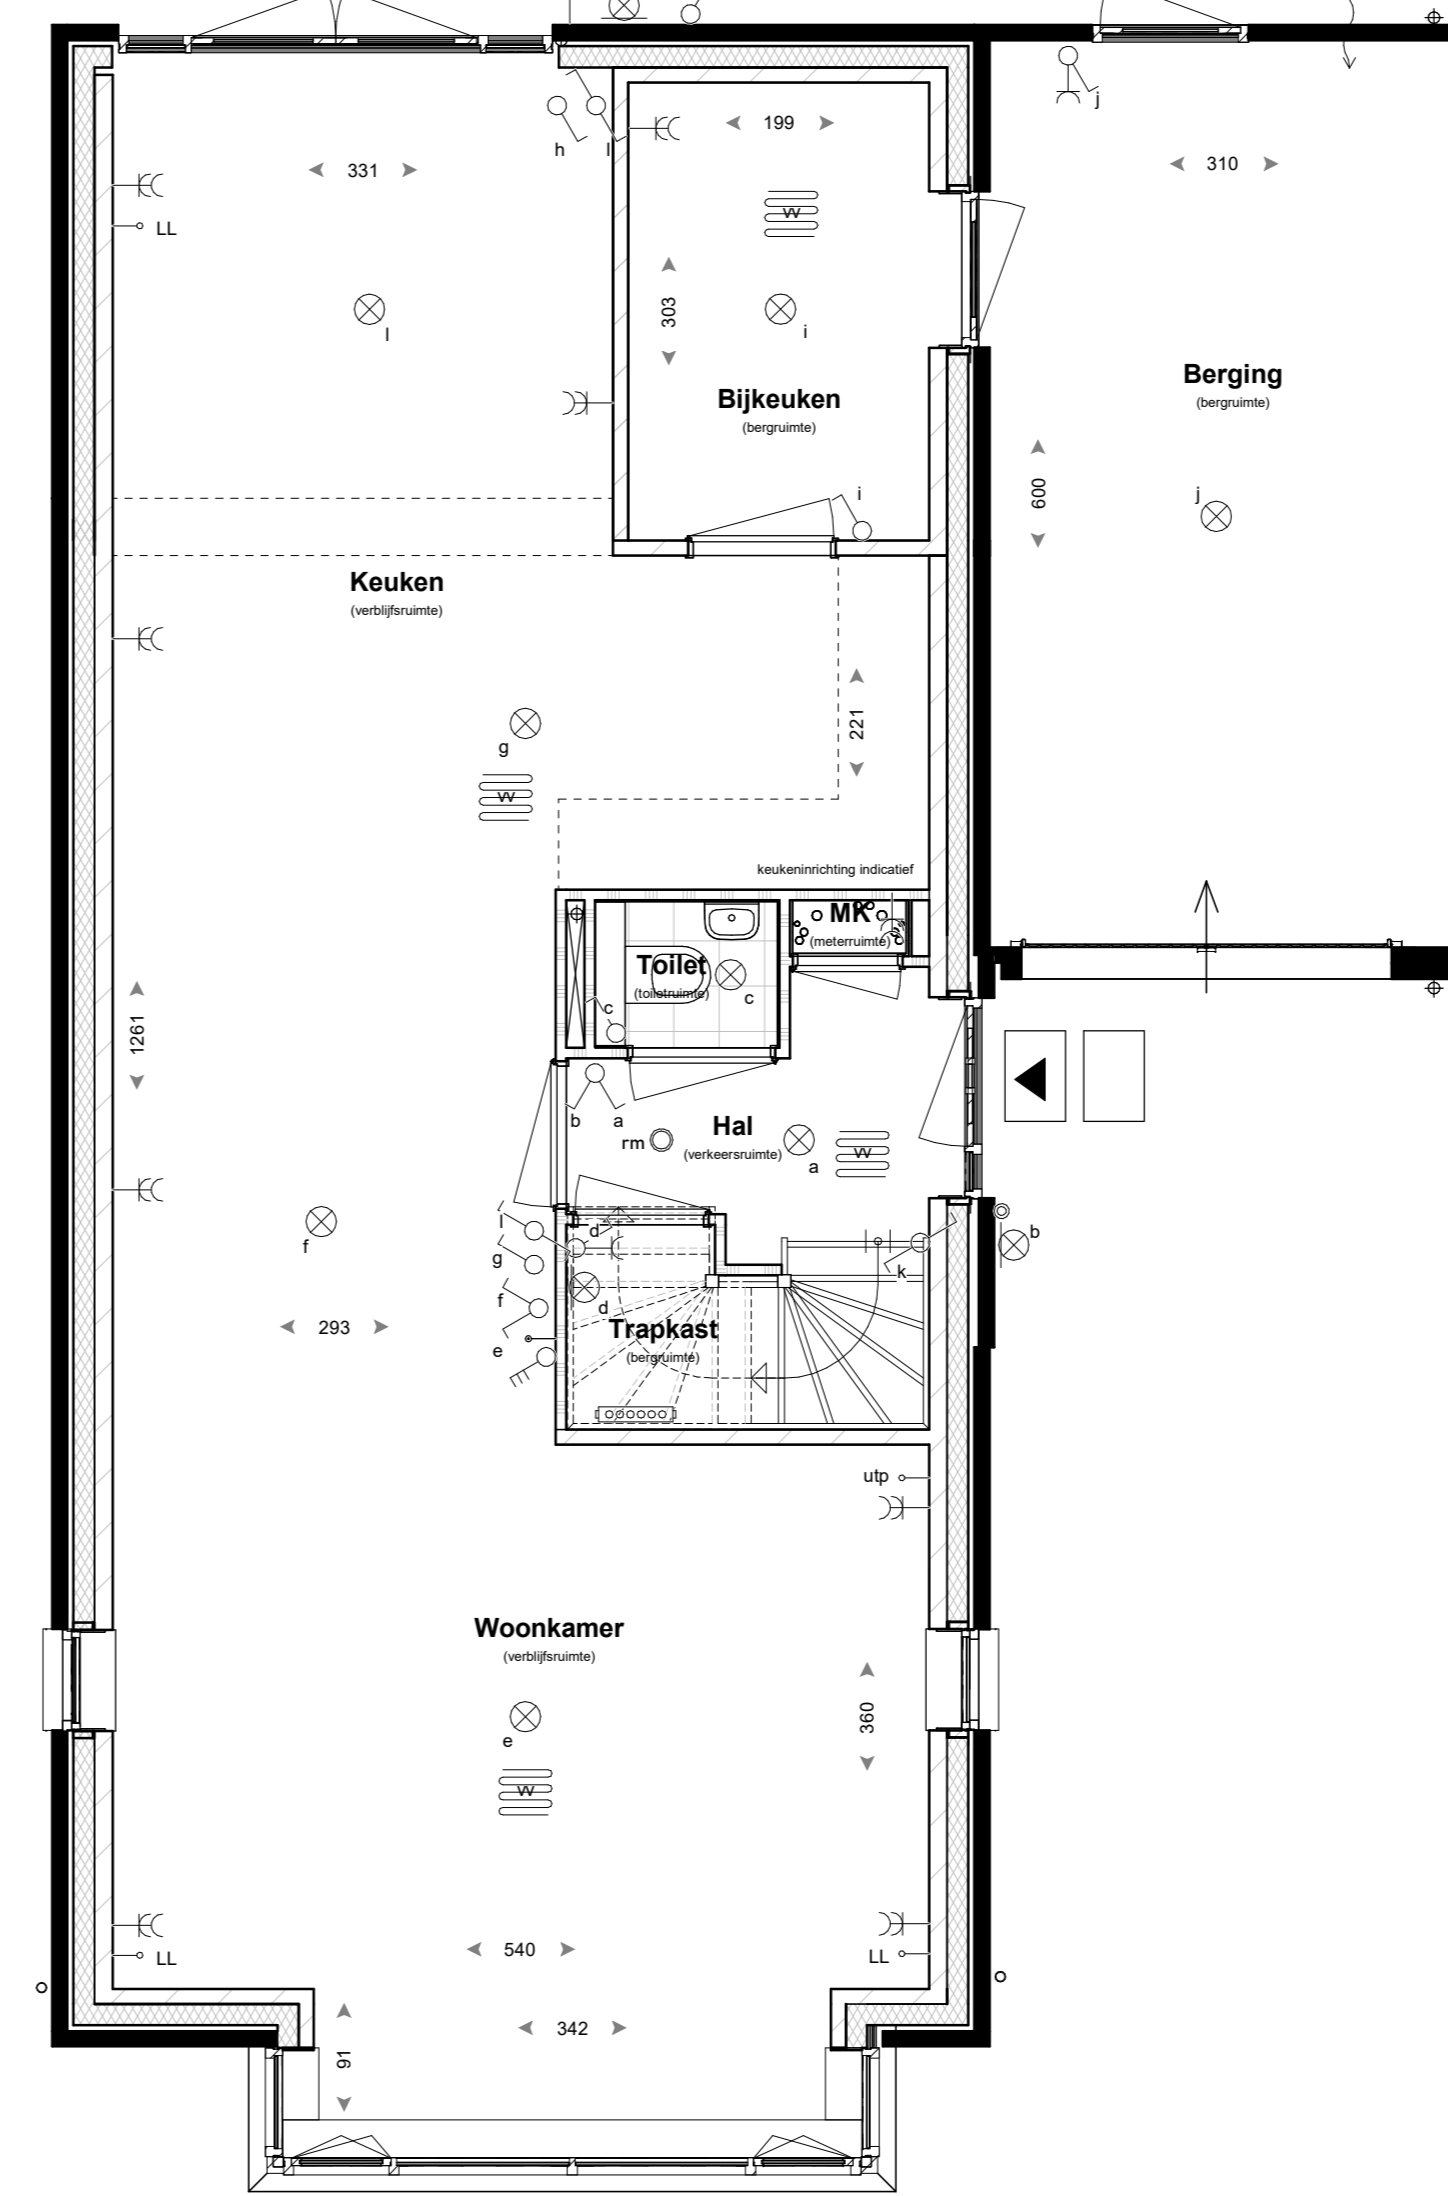 j
199
h
l
331
310
VV
LL
l
i
303
Berging
(bergruimte)
Bijkeuken
(bergruimte)
600
i
j
Keuken
(verblijfsruimte)
221
g
VV
keukeninrichting indicatief
MK
(meterruimte)
Toilet
(toiletruimte)
c
c
1261
b
a
rm
Hal
(verkeersruimte)
a
VV
l
d
b
f
g
k
f
d
293
Trapkast
(bergruimte)
e
utp
Woonkamer
(verblijfsruimte)
360
e
VV
LL
540
LL
342
91